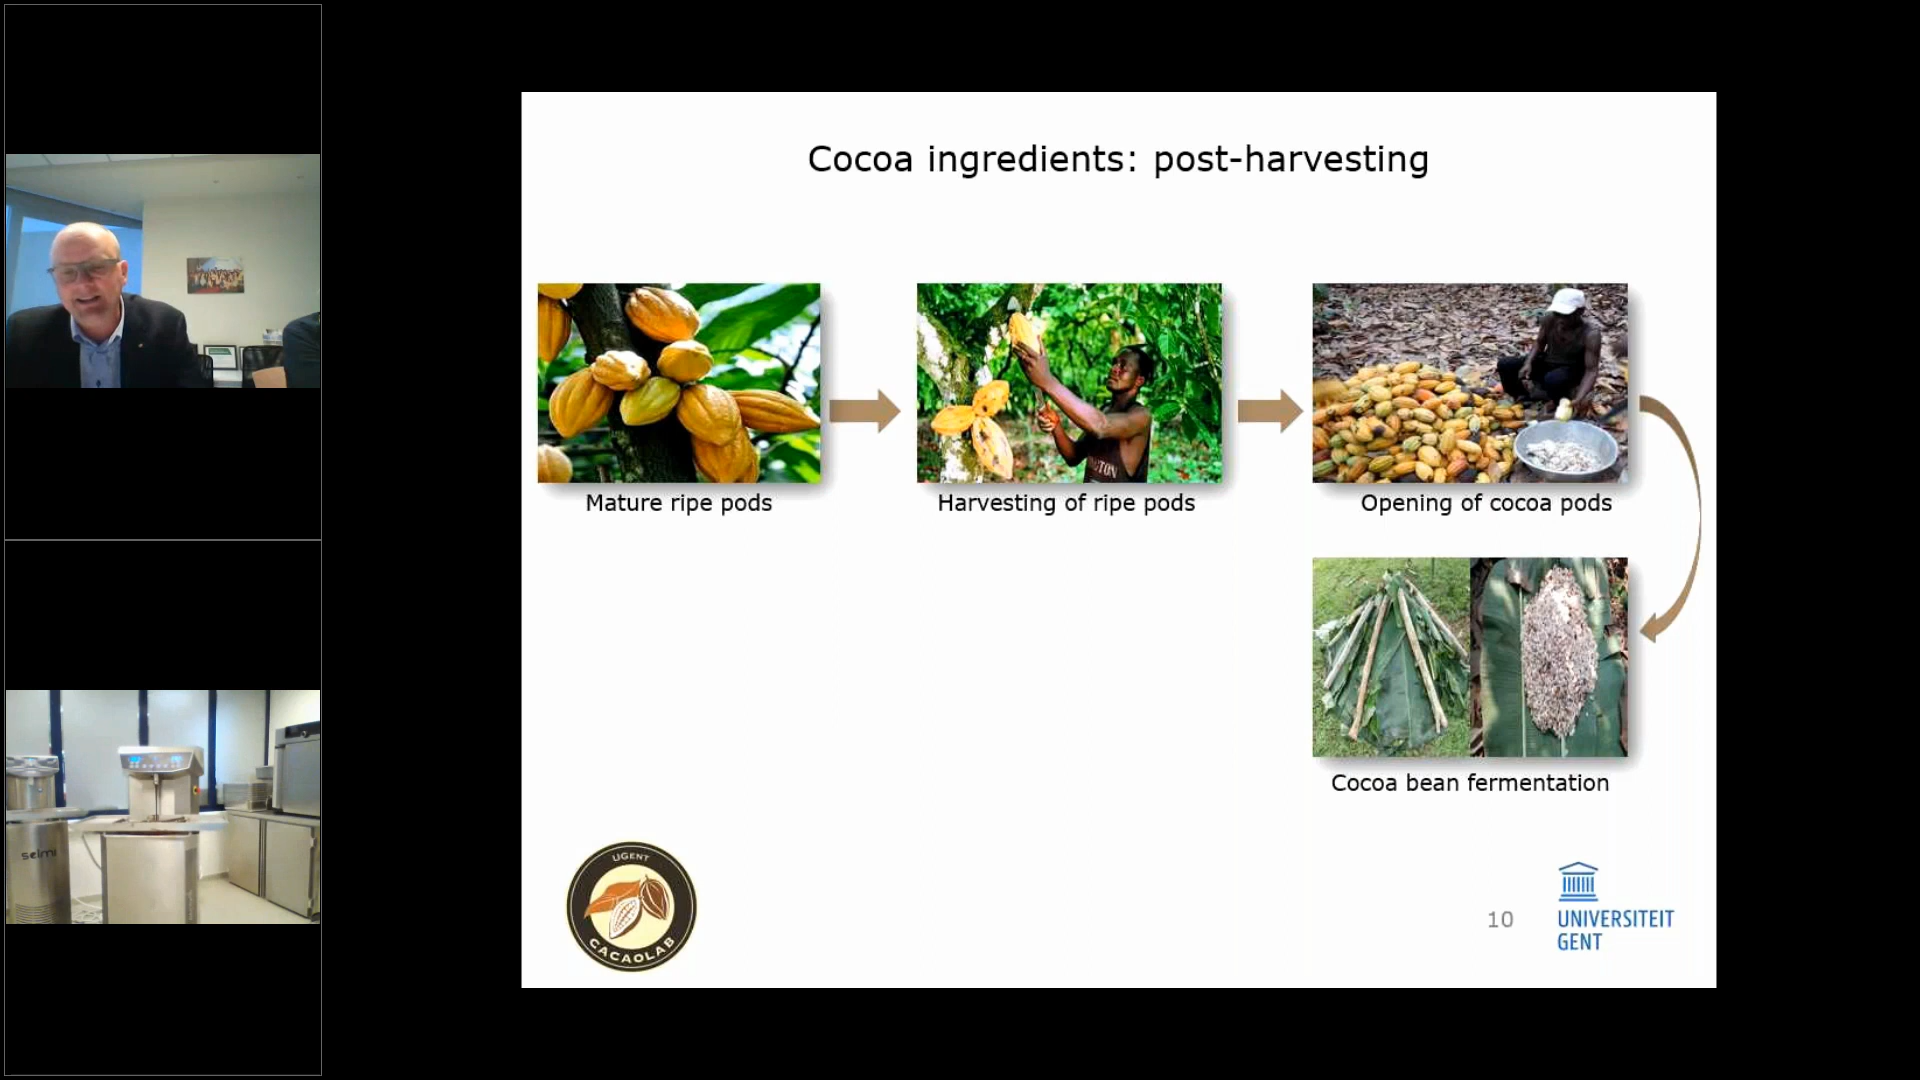 Cocoa ingredients: post-harvesting
Mature ripe pods
Harvesting of ripe pods
Opening of cocoa pods
Cocoa bean fermentation
UGENT
CACAOLAB
10
UNIVERSITEIT
GENT
selmi